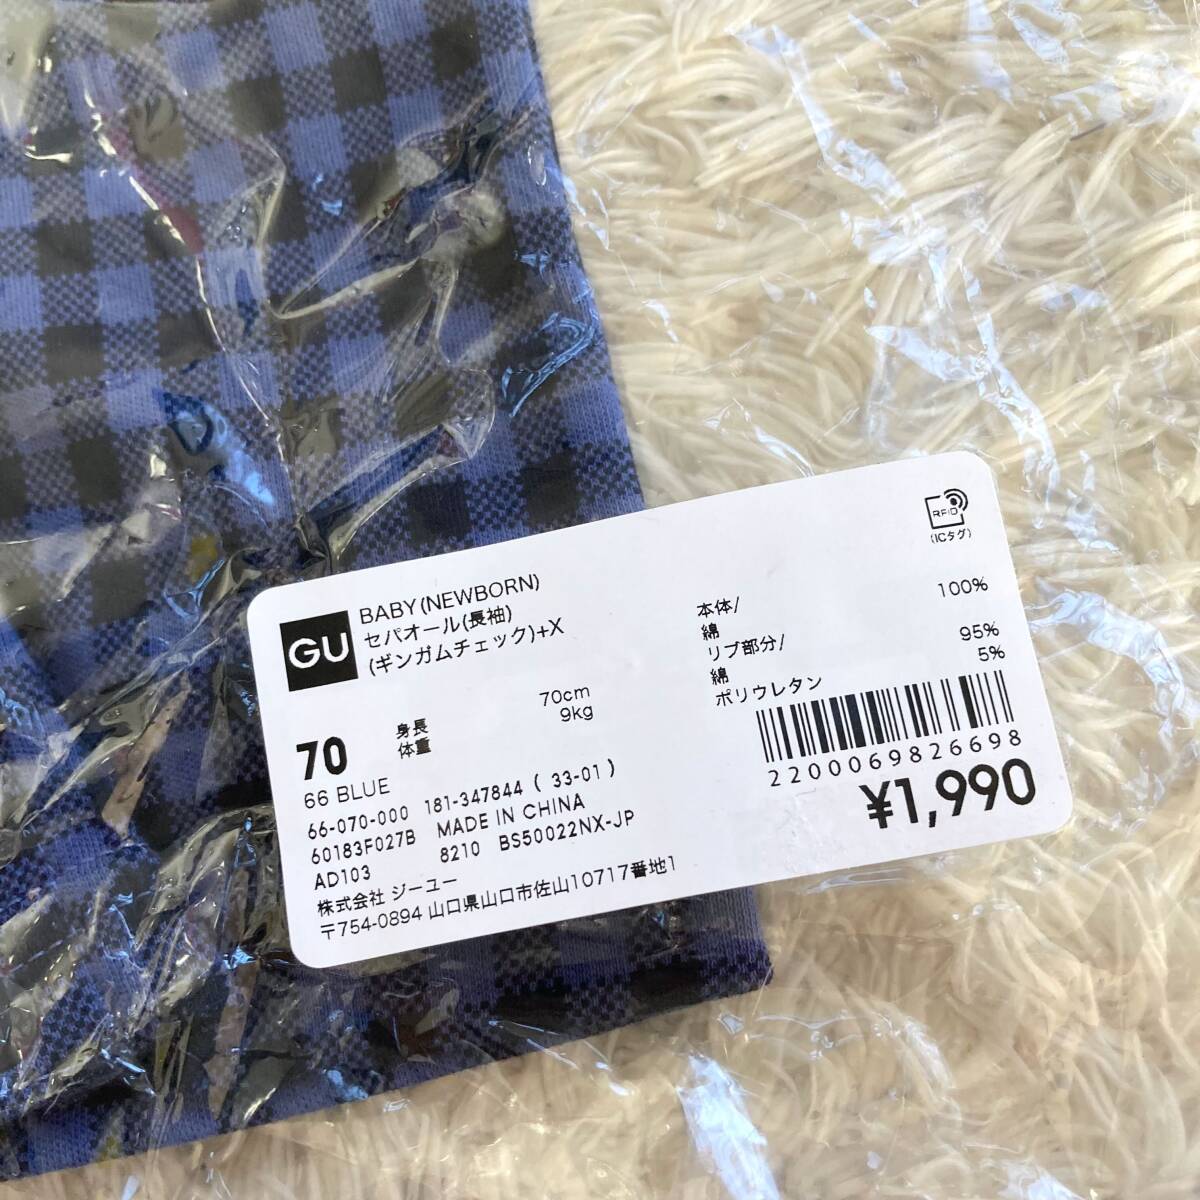 GU
BABY(NEWBORN)
セパオール(長袖)
(ギンガムチェック)+X
70
身長 70cm
体重 9kg
66 BLUE
66-070-000 181-347844 ( 33-01 )
60183F027B MADE IN CHINA
AD103 8210 BS50022NX-JP
株式会社 ジーユー
〒754-0894 山口県山口市佐山10717番地1
RFID
(ICタグ)
本体/
綿 100%
リブ部分/
綿 95%
ポリウレタン 5%
2200069826698
¥1,990